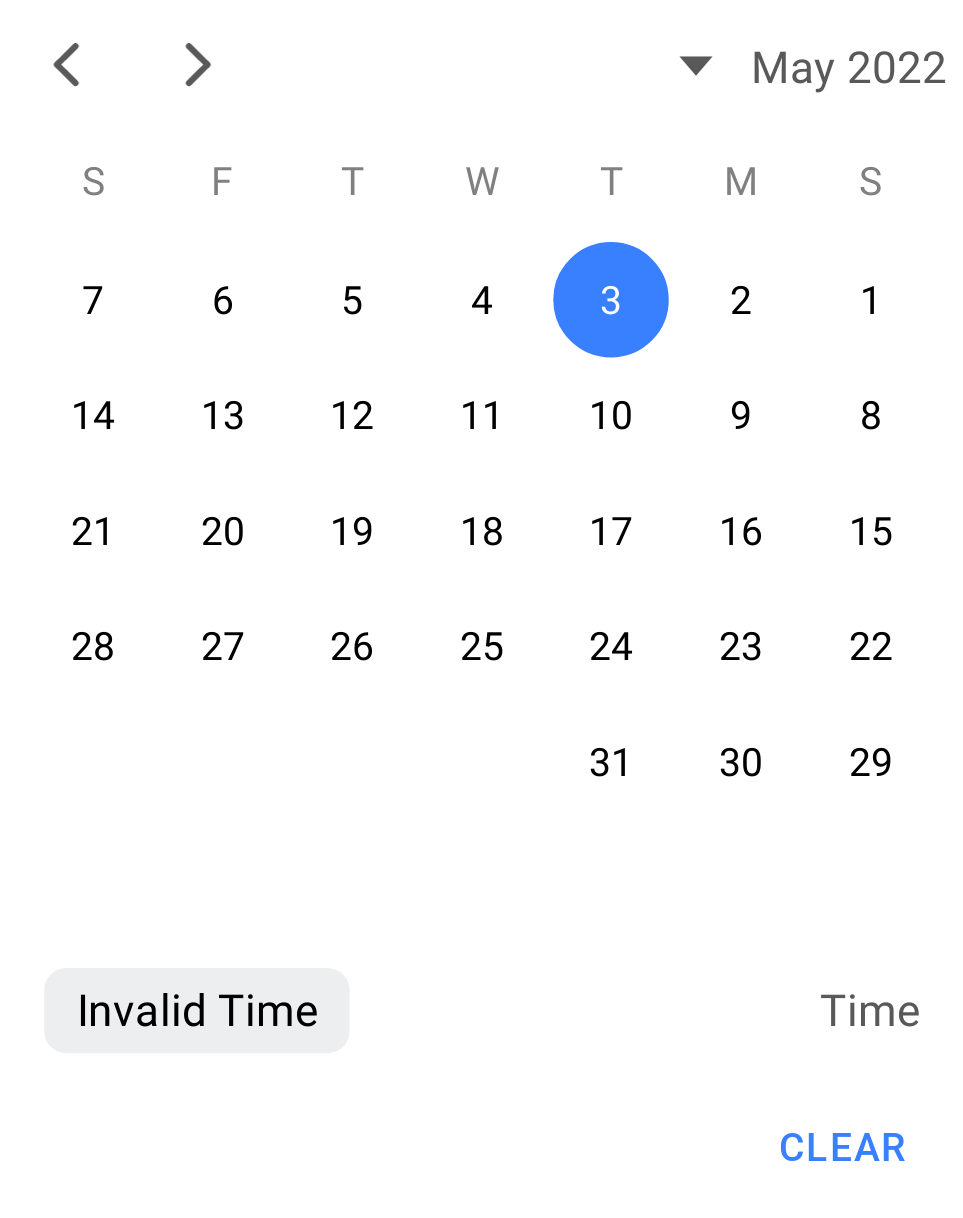 May 2022
S M T W T F S
1 2 3 4 5 6 7
8 9 10 11 12 13 14
15 16 17 18 19 20 21
22 23 24 25 26 27 28
29 30 31
Time Invalid Time
CLEAR